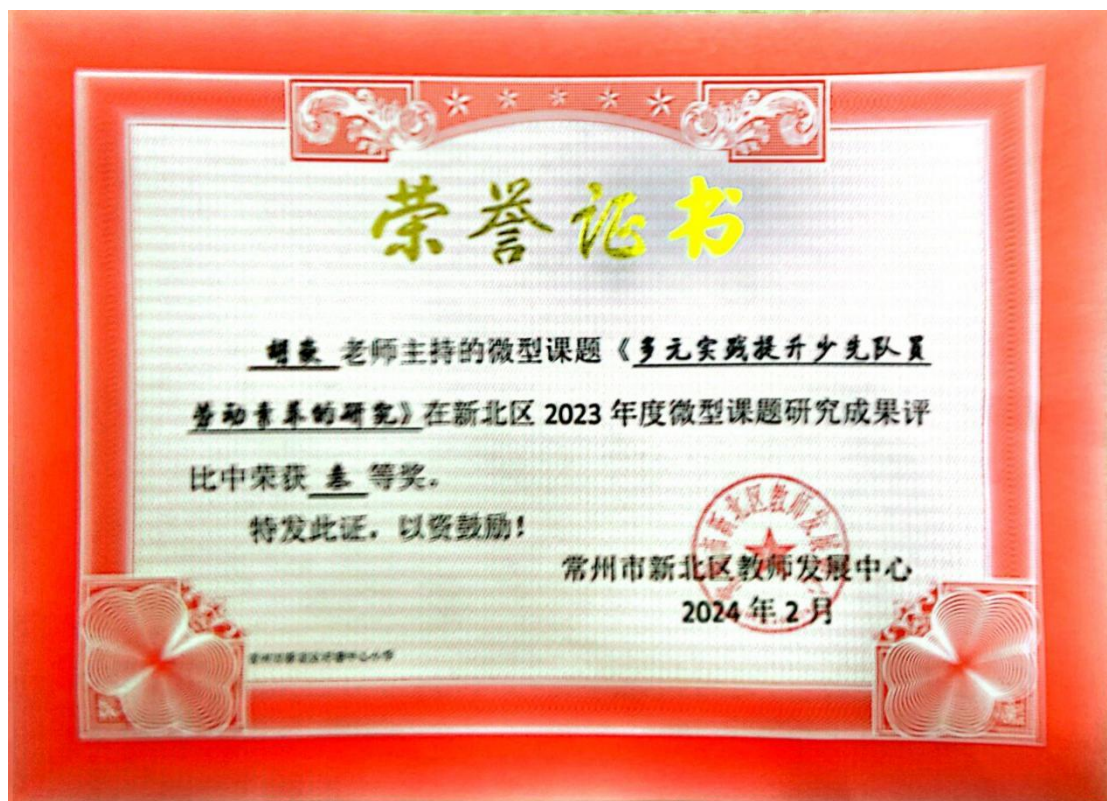 荣誉证书
老师主持的微型课题《多元实践提升少先队员
劳动素养的研究》在新北区 2023 年度微型课题研究成果评
比中荣获 叁 等奖。
特发此证，以资鼓励！
常州市新北区教师发展中心
2024 年 2 月